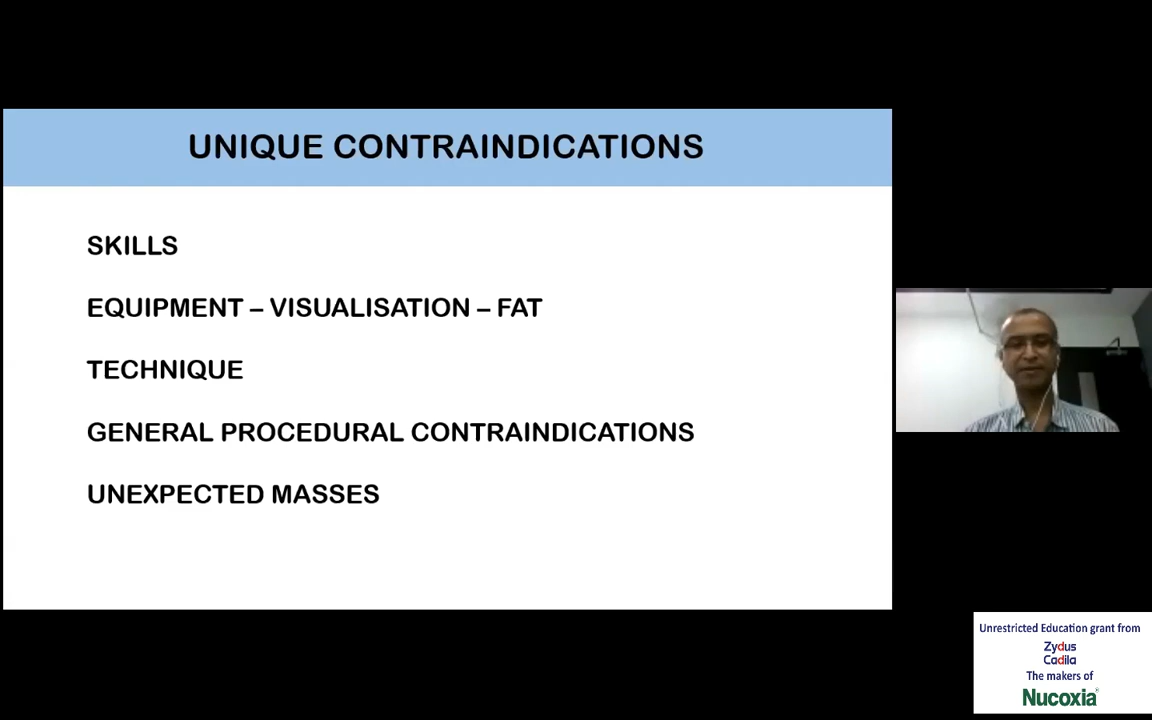 UNIQUE CONTRAINDICATIONS
SKILLS
EQUIPMENT – VISUALISATION – FAT
TECHNIQUE
GENERAL PROCEDURAL CONTRAINDICATIONS
UNEXPECTED MASSES
Unrestricted Education grant from
Zydus
Cadila
The makers of
Nucoxia®